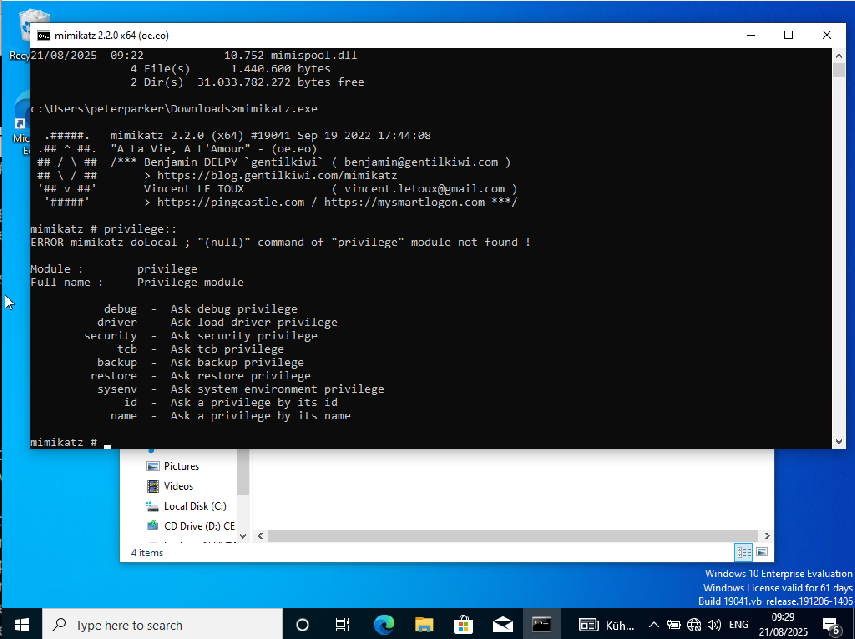 mimikatz 2.2.0 x64 (oe.eo)
Recy
21/08/2025  09:22            10.752 mimispool.dll
4 File(s)      1.440.600 bytes
2 Dir(s)  31.033.782.272 bytes free
c:\Users\peterparker\Downloads>mimikatz.exe
.#####.   mimikatz 2.2.0 (x64) #19041 Sep 19 2022 17:44:08
.## ^ ##.  "A La Vie, A L'Amour" - (oe.eo)
## / \ ##  /*** Benjamin DELPY `gentilkiwi` ( benjamin@gentilkiwi.com )
## \ / ##       > https://blog.gentilkiwi.com/mimikatz
'## v ##'       Vincent LE TOUX             ( vincent.letoux@gmail.com )
'#####'        > https://pingcastle.com / https://mysmartlogon.com ***/
Mic
E
mimikatz # privilege::
ERROR mimikatz_doLocal ; "(null)" command of "privilege" module not found !
Module :        privilege
Full name :     Privilege module
debug  -  Ask debug privilege
driver  -  Ask load driver privilege
security  -  Ask security privilege
tcb  -  Ask tcb privilege
backup  -  Ask backup privilege
restore  -  Ask restore privilege
sysenv  -  Ask system environment privilege
id  -  Ask a privilege by its id
name  -  Ask a privilege by its name
mimikatz #
Pictures
Videos
Local Disk (C:)
CD Drive (D:) CE
4 items
Windows 10 Enterprise Evaluation
Windows License valid for 61 days
Build 19041.vb_release.191206-1406
Type here to search
Küh...
ENG
09:29
21/08/2025
6